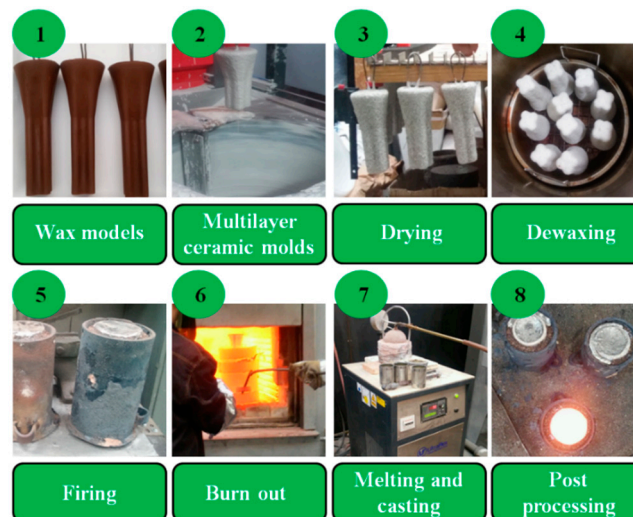 1
2
3
4
Wax models
Multilayer
ceramic molds
Drying
Dewaxing
5
6
7
8
Firing
Burn out
Melting and
casting
Post
processing